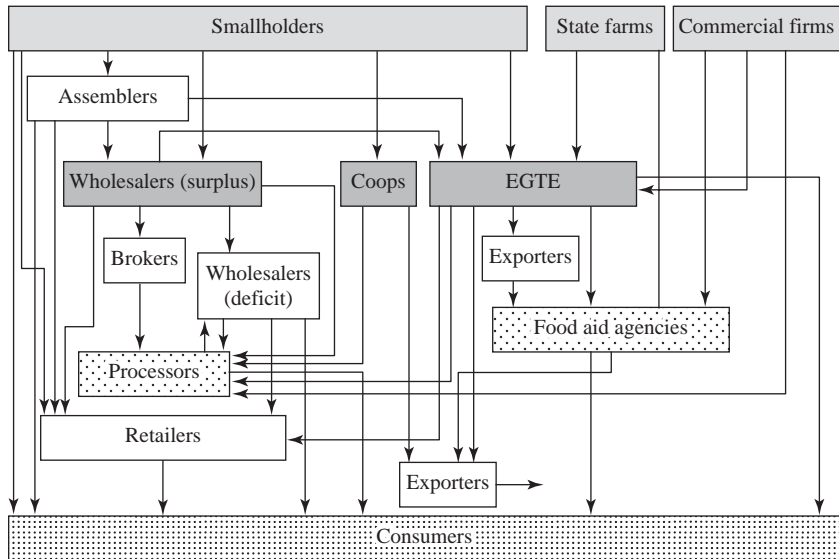 Smallholders
State farms
Commercial firms
Assemblers
Wholesalers (surplus)
Coops
EGTE
Brokers
Wholesalers
(deficit)
Exporters
Food aid agencies
Processors
Retailers
Exporters
Consumers